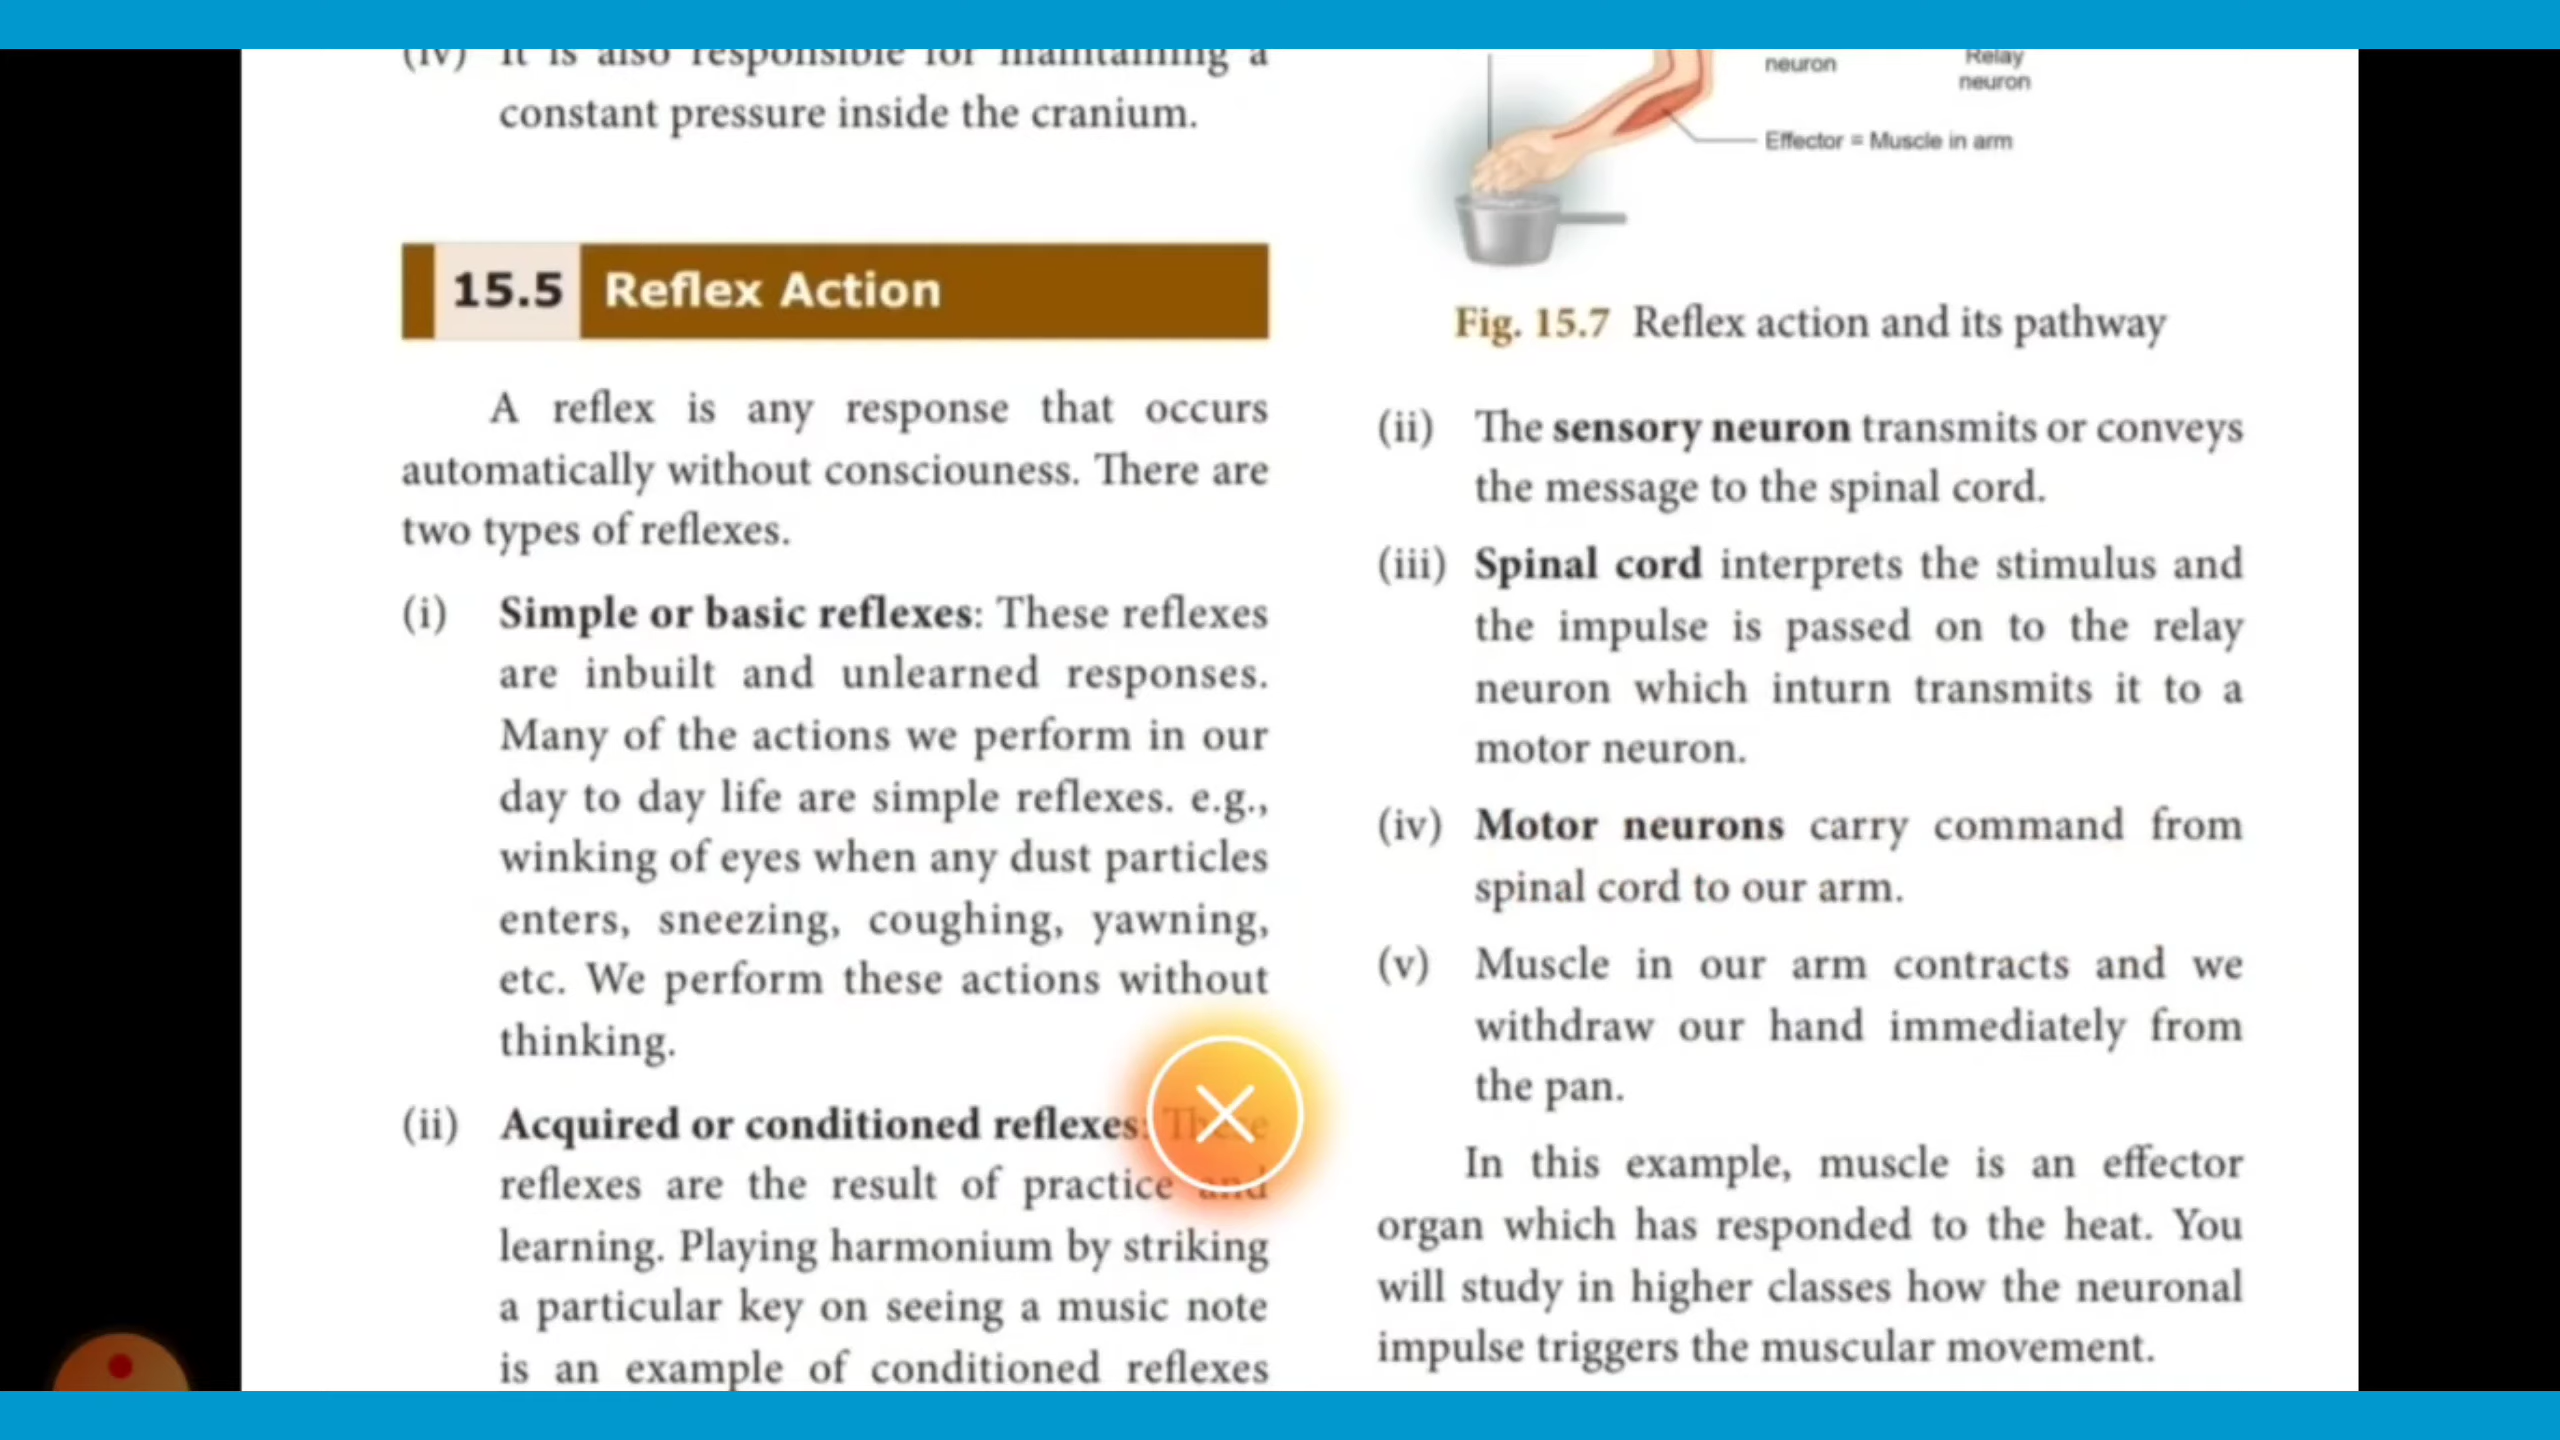 (iv) It is also responsible for maintaining a
constant pressure inside the cranium.
15.5 Reflex Action
A reflex is any response that occurs
automatically without consciouness. There are
two types of reflexes.
(i) Simple or basic reflexes: These reflexes
are inbuilt and unlearned responses.
Many of the actions we perform in our
day to day life are simple reflexes. e.g.,
winking of eyes when any dust particles
enters, sneezing, coughing, yawning,
etc. We perform these actions without
thinking.
(ii) Acquired or conditioned reflexes: These
reflexes are the result of practice and
learning. Playing harmonium by striking
a particular key on seeing a music note
is an example of conditioned reflexes
neuron
Relay
neuron
Effector = Muscle in arm
Fig. 15.7 Reflex action and its pathway
(ii) The sensory neuron transmits or conveys
the message to the spinal cord.
(iii) Spinal cord interprets the stimulus and
the impulse is passed on to the relay
neuron which inturn transmits it to a
motor neuron.
(iv) Motor neurons carry command from
spinal cord to our arm.
(v) Muscle in our arm contracts and we
withdraw our hand immediately from
the pan.
In this example, muscle is an effector
organ which has responded to the heat. You
will study in higher classes how the neuronal
impulse triggers the muscular movement.